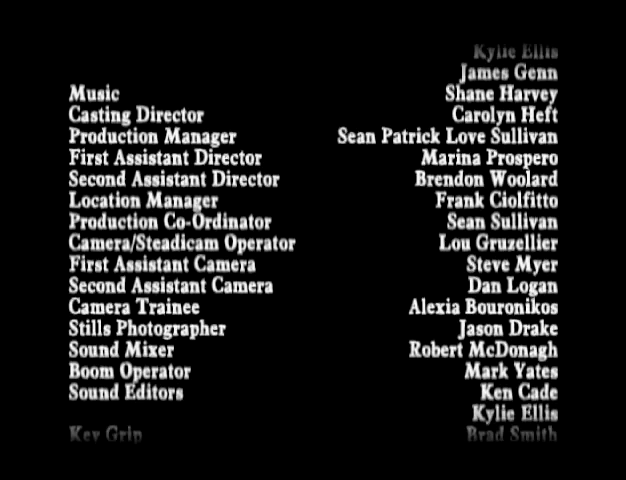 Kylie Ellis
James Genn
Music Shane Harvey
Casting Director Carolyn Heft
Production Manager Sean Patrick Love Sullivan
First Assistant Director Marina Prospero
Second Assistant Director Brendon Woolard
Location Manager Frank Ciolfitto
Production Co-Ordinator Sean Sullivan
Camera/Steadicam Operator Lou Gruzellier
First Assistant Camera Steve Myer
Second Assistant Camera Dan Logan
Camera Trainee Alexia Bouronikos
Stills Photographer Jason Drake
Sound Mixer Robert McDonagh
Boom Operator Mark Yates
Sound Editors Ken Cade
Kylie Ellis
Key Grip Brad Smith